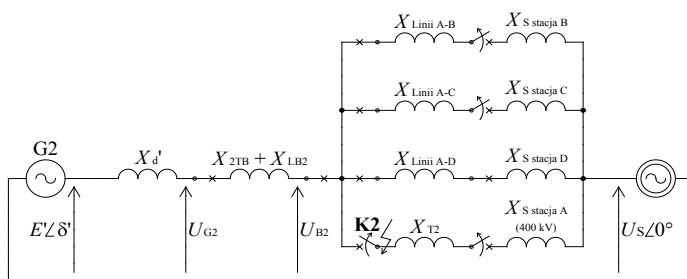 X Linii A-B
X S stacja B
X Linii A-C
X S stacja C
G2
X d'
X 2TB + X LB2
X Linii A-D
X S stacja D
E'∠δ'
U G2
U B2
K2
X T2
X S stacja A
(400 kV)
U S∠0°